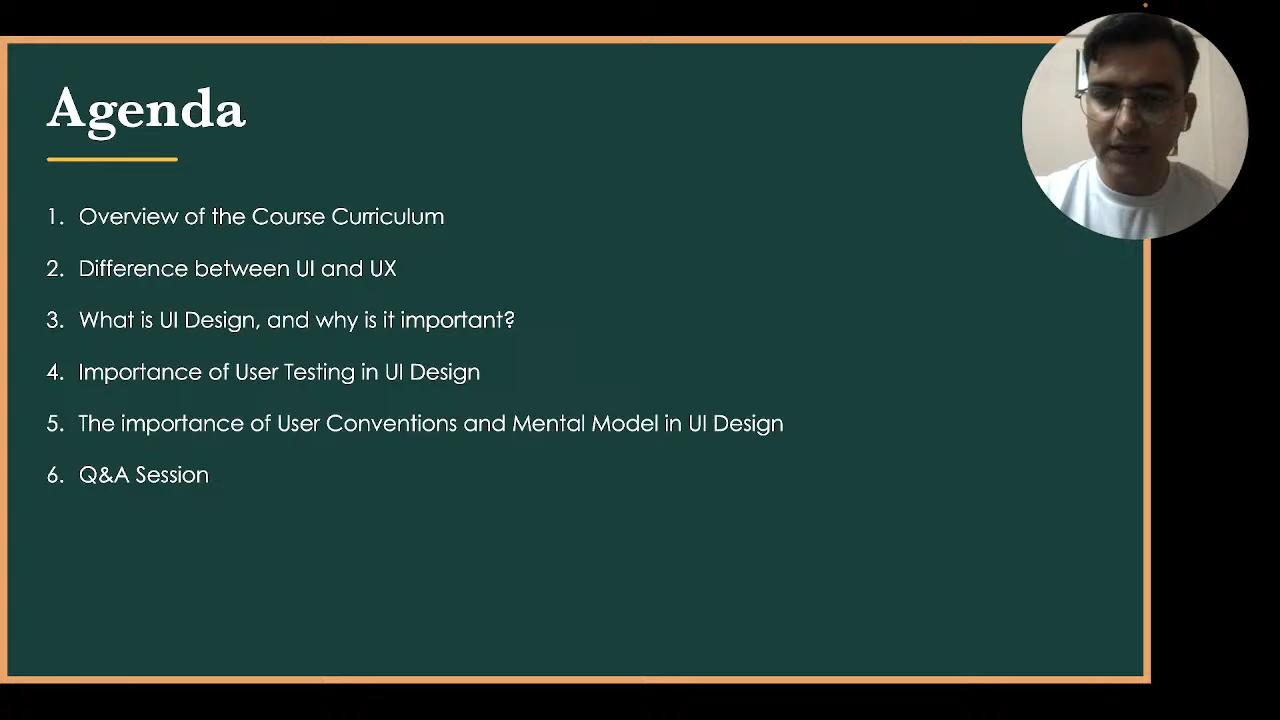 Agenda
1. Overview of the Course Curriculum
2. Difference between UI and UX
3. What is UI Design, and why is it important?
4. Importance of User Testing in UI Design
5. The importance of User Conventions and Mental Model in UI Design
6. Q&A Session